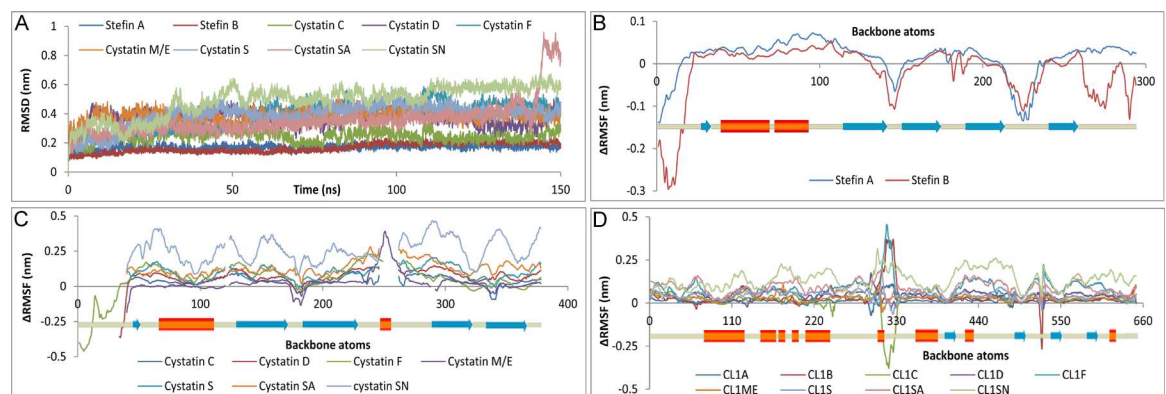 A
Stefin A Stefin B Cystatin C Cystatin D Cystatin F
Cystatin M/E Cystatin S Cystatin SA Cystatin SN
RMSD (nm)
1
0.8
0.6
0.4
0.2
0
0 50 100 150
Time (ns)
B
Backbone atoms
ΔRMSF (nm)
0.1
0
-0.1
-0.2
-0.3
0 100 200 300
Stefin A Stefin B
C
ΔRMSF (nm)
0.5
0.25
0
-0.25
-0.5
0 100 200 300 400
Backbone atoms
Cystatin C Cystatin D Cystatin F Cystatin M/E
Cystatin S Cystatin SA cystatin SN
D
ΔRMSF (nm)
0.5
0.25
0
-0.25
-0.5
0 110 220 330 440 550 660
Backbone atoms
CL1A CL1B CL1C CL1D CL1F
CL1ME CL1S CL1SA CL1SN